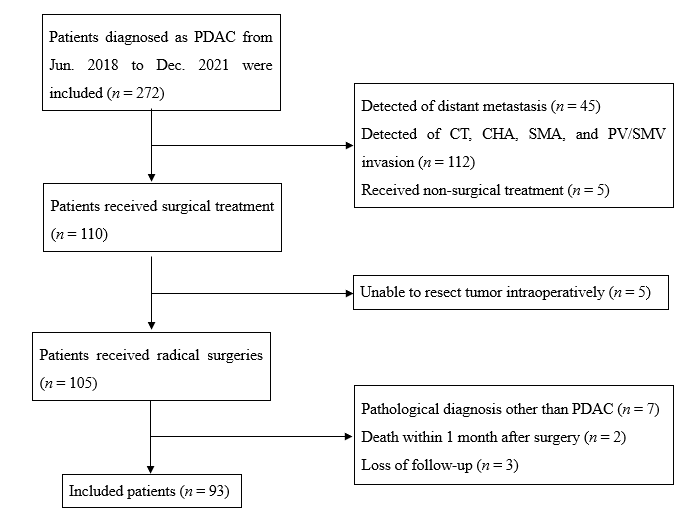 Patients diagnosed as PDAC from
Jun. 2018 to Dec. 2021 were
included (n = 272)
Detected of distant metastasis (n = 45)
Detected of CT, CHA, SMA, and PV/SMV
invasion (n = 112)
Received non-surgical treatment (n = 5)
Patients received surgical treatment
(n = 110)
Unable to resect tumor intraoperatively (n = 5)
Patients received radical surgeries
(n = 105)
Pathological diagnosis other than PDAC (n = 7)
Death within 1 month after surgery (n = 2)
Loss of follow-up (n = 3)
Included patients (n = 93)